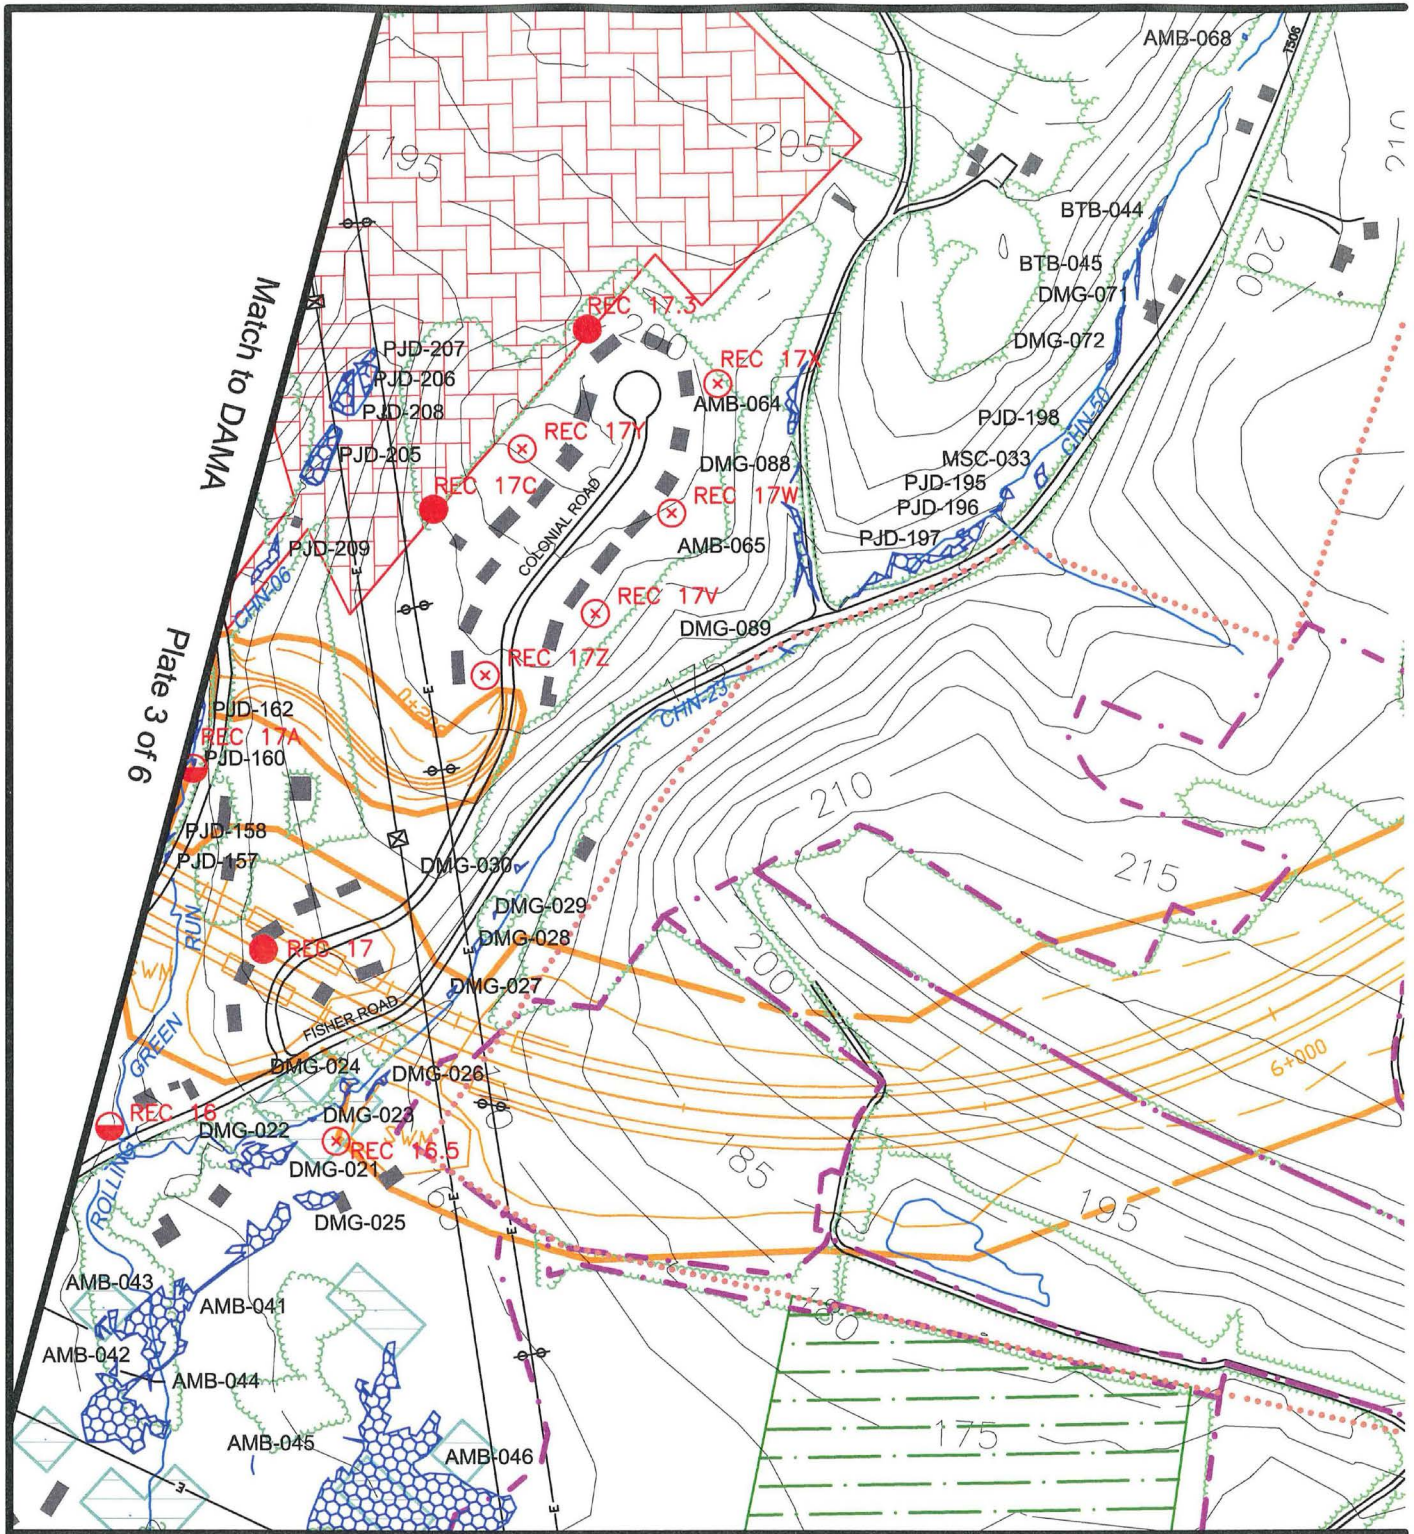 AMB-068
T506
210
205
195
BTB-044
BTB-045
DMG-071
DMG-072
200
Match to DAMA
REC 17.3
200
PJD-207
PJD-206
PJD-208
PJD-205
REC 17X
AMB-064
REC 17Y
REC 17C
DMG-088
REC 17W
AMB-065
PJD-198
CHN-50
MSC-033
PJD-195
PJD-196
PJD-197
COLONIAL ROAD
PJD-209
CHN-06
REC 17V
DMG-089
REC 17Z
175
CHN-23
Plate 3 of 6
PJD-162
REC 17A
PJD-160
PJD-158
PJD-157
210
215
DMG-030
DMG-029
DMG-028
DMG-027
200
RUN
REC 17
SWM
FISHER ROAD
GREEN
DMG-024
DMG-026
6+000
REC 16
DMG-023
DMG-022
SWM
REC 16.5
DMG-021
185
195
165
DMG-025
ROLLING
AMB-043
AMB-041
180
AMB-042
AMB-044
AMB-045
AMB-046
175
E
E
E
E
E
E
E